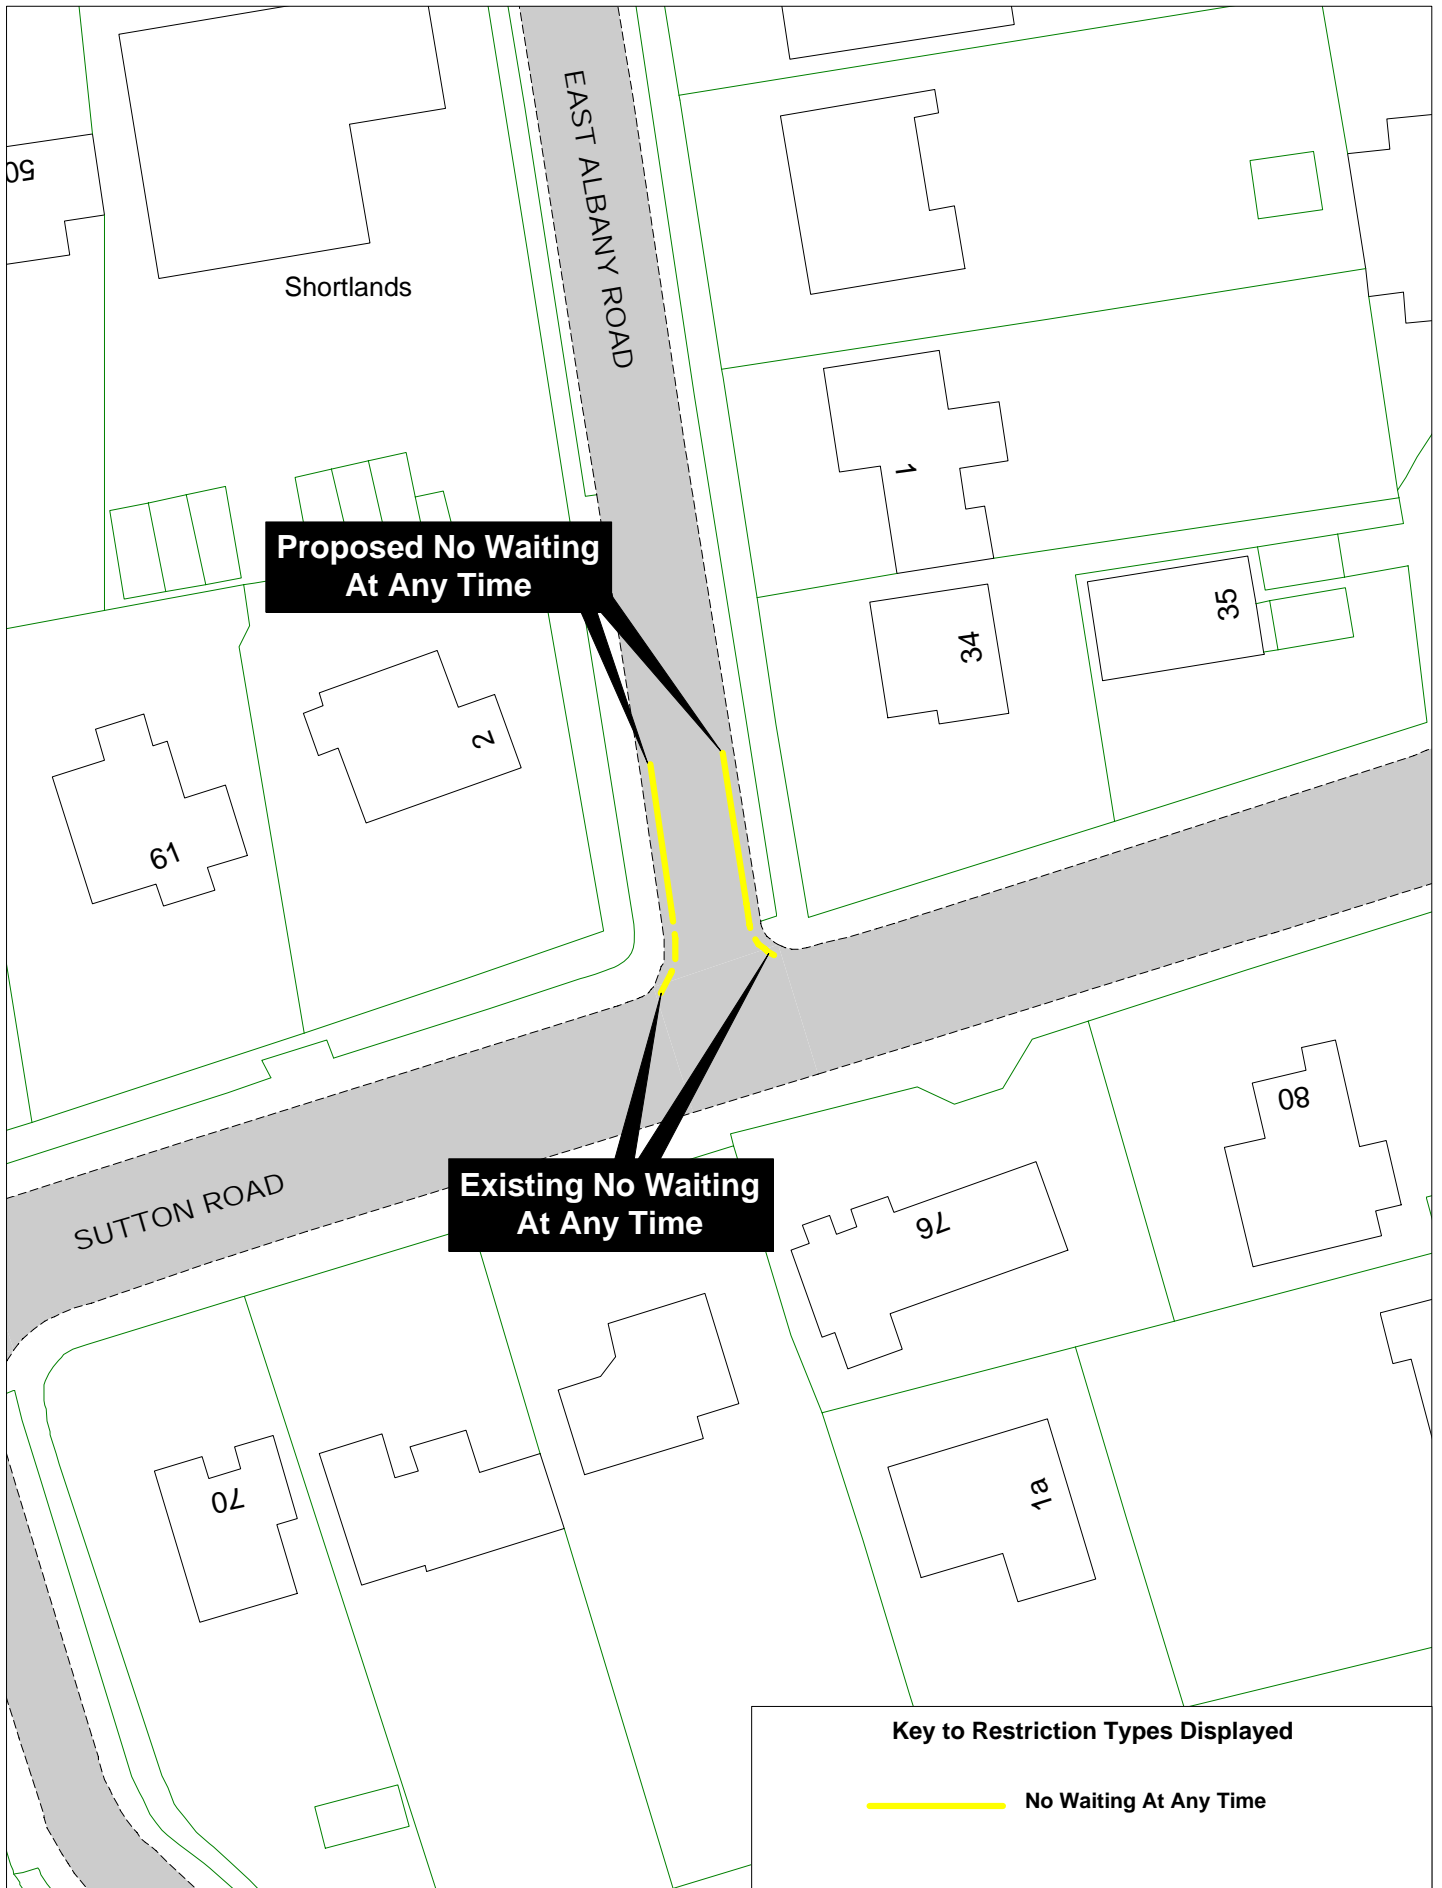 EAST ALBANY ROAD
50
Shortlands
1
Proposed No Waiting
At Any Time
35
34
2
61
80
SUTTON ROAD
Existing No Waiting
At Any Time
76
70
1a
Key to Restriction Types Displayed
No Waiting At Any Time